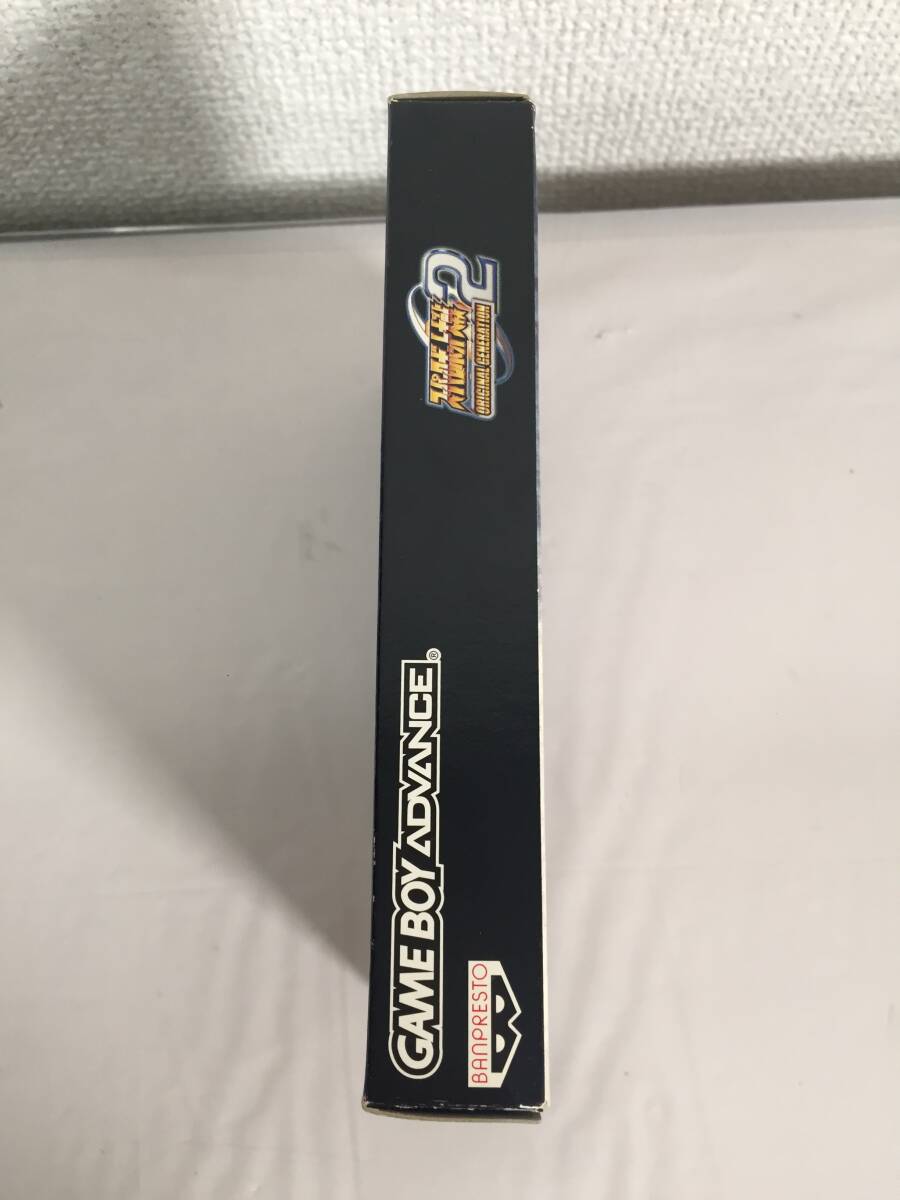 スーパーロボット大戦
2
ORIGINAL GENERATION
GAME BOY ADVANCE®
BANPRESTO